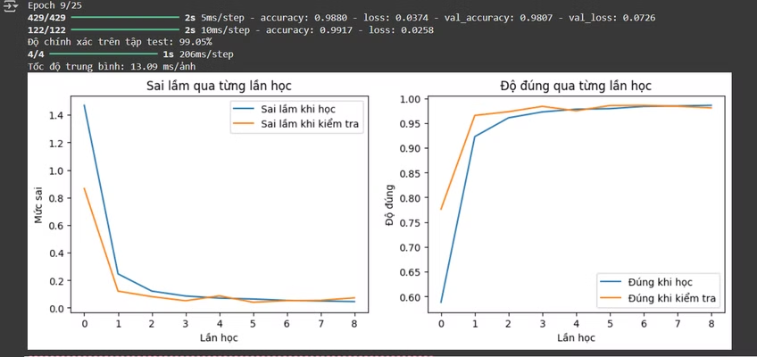 Epoch 9/25
429/429 2s 5ms/step - accuracy: 0.9880 - loss: 0.0374 - val_accuracy: 0.9807 - val_loss: 0.0726
122/122 2s 10ms/step - accuracy: 0.9917 - loss: 0.0258
Độ chính xác trên tập test: 99.05%
4/4 1s 206ms/step
Tốc độ trung bình: 13.09 ms/ảnh
Sai lầm qua từng lần học
Sai lầm khi học
Sai lầm khi kiểm tra
Mức sai
1.4
1.2
1.0
0.8
0.6
0.4
0.2
0.0
0 1 2 3 4 5 6 7 8
Lần học
Độ đúng qua từng lần học
Độ đúng
1.00
0.95
0.90
0.85
0.80
0.75
0.70
0.65
0.60
Đúng khi học
Đúng khi kiểm tra
0 1 2 3 4 5 6 7 8
Lần học